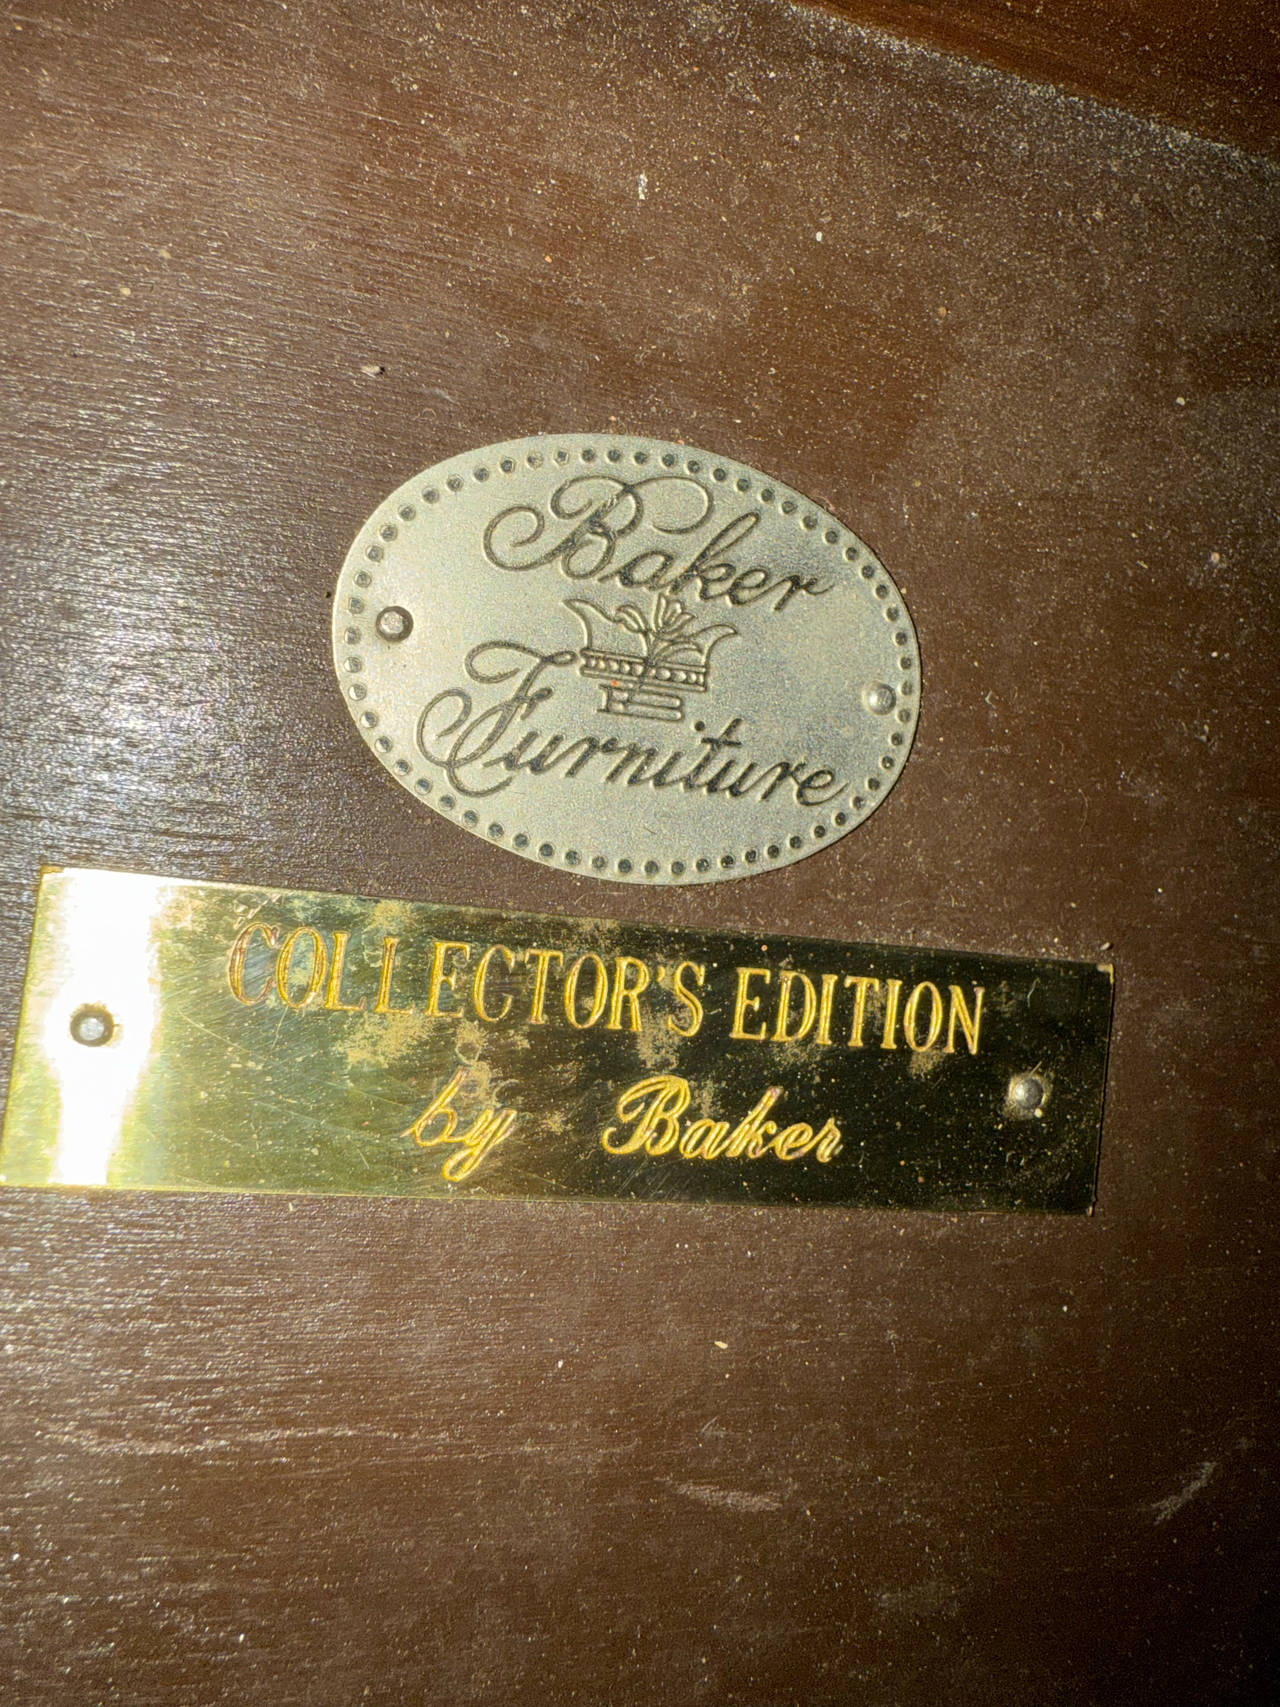 Baker
Furniture
COLLECTOR'S EDITION
by Baker